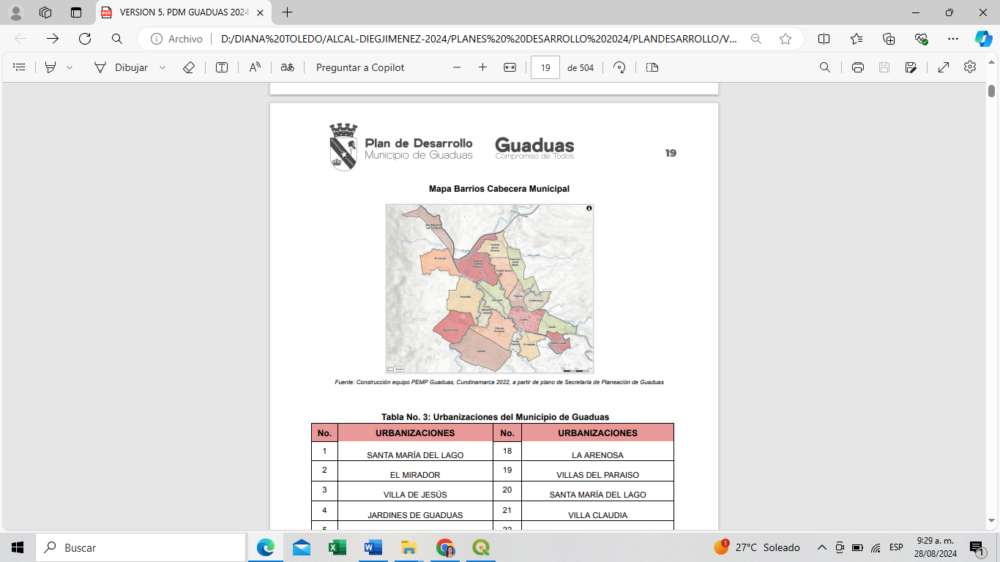 VERSION 5. PDM GUADUAS 2024
Archivo
D:/DIANA%20TOLEDO/ALCAL-DIEGJIMENEZ-2024/PLANES%20%20DESARROLLO%202024/PLANDESARROLLO/V...
Dibujar
Preguntar a Copilot
19
de 504
Plan de Desarrollo
Municipio de Guaduas
Guaduas
Compromiso de Todos
19
Mapa Barrios Cabecera Municipal
Fuente: Construcción equipo PEMP Guaduas, Cundinamarca 2022, a partir de plano de Secretaría de Planeación de Guaduas
Tabla No. 3: Urbanizaciones del Municipio de Guaduas
No. URBANIZACIONES No. URBANIZACIONES
1 SANTA MARÍA DEL LAGO 18 LA ARENOSA
2 EL MIRADOR 19 VILLAS DEL PARAISO
3 VILLA DE JESÚS 20 SANTA MARÍA DEL LAGO
4 JARDINES DE GUADUAS 21 VILLA CLAUDIA
5 22
Buscar
27°C Soleado
ESP
9:29 a. m.
28/08/2024